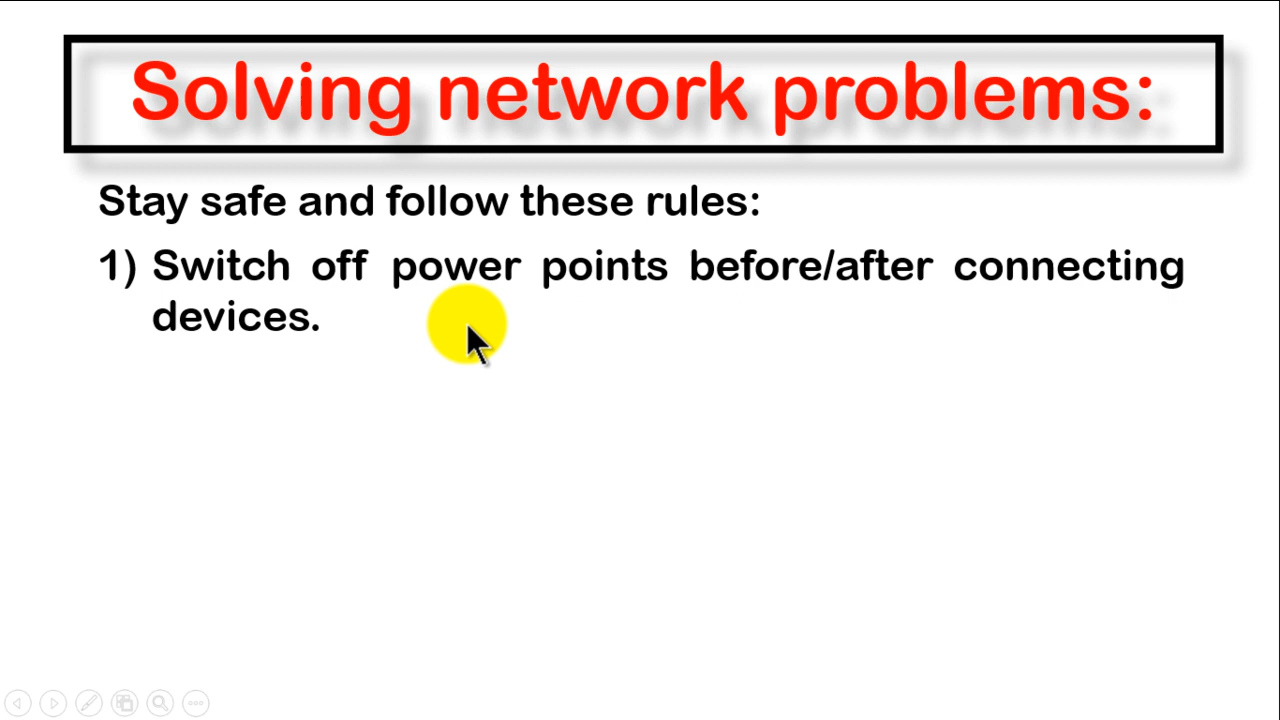 Solving network problems:
Stay safe and follow these rules:
1) Switch off power points before/after connecting
devices.